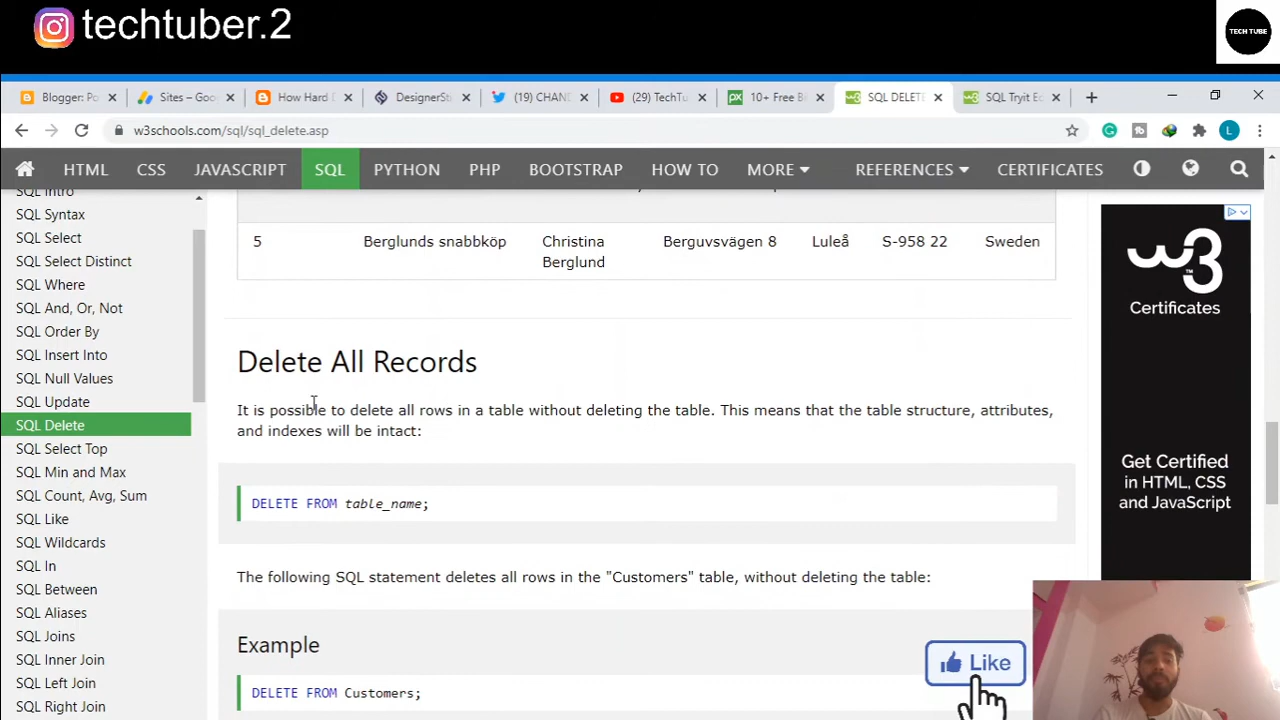 techtuber.2
TECH TUBE
Blogger: Po
Sites – Goo
How Hard
DesignerSt
(19) CHAN
(29) TechTu
10+ Free B
SQL DELETE
SQL Tryit Ed
w3schools.com/sql/sql_delete.asp
L
HTML CSS JAVASCRIPT SQL PYTHON PHP BOOTSTRAP HOW TO MORE REFERENCES CERTIFICATES
SQL Intro
SQL Syntax
SQL Select
SQL Select Distinct
SQL Where
SQL And, Or, Not
SQL Order By
SQL Insert Into
SQL Null Values
SQL Update
SQL Delete
SQL Select Top
SQL Min and Max
SQL Count, Avg, Sum
SQL Like
SQL Wildcards
SQL In
SQL Between
SQL Aliases
SQL Joins
SQL Inner Join
SQL Left Join
SQL Right Join
5 Berglunds snabbköp Christina Berguvsvägen 8 Luleå S-958 22 Sweden
Berglund
Delete All Records
It is possible to delete all rows in a table without deleting the table. This means that the table structure, attributes,
and indexes will be intact:
DELETE FROM table_name;
The following SQL statement deletes all rows in the "Customers" table, without deleting the table:
Example
DELETE FROM Customers;
w3
TM
Certificates
Get Certified
in HTML, CSS
and JavaScript
Like